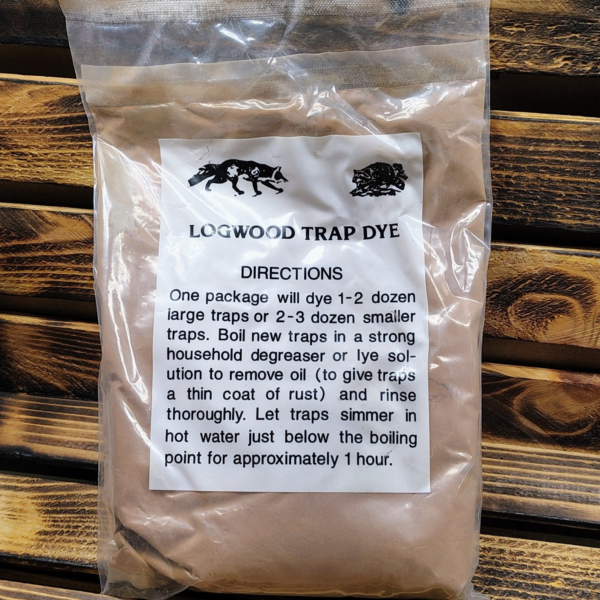 LOGWOOD TRAP DYE
DIRECTIONS
One package will dye 1-2 dozen
large traps or 2-3 dozen smaller
traps. Boil new traps in a strong
household degreaser or lye sol-
ution to remove oil (to give traps
a thin coat of rust) and rinse
thoroughly. Let traps simmer in
hot water just below the boiling
point for approximately 1 hour.